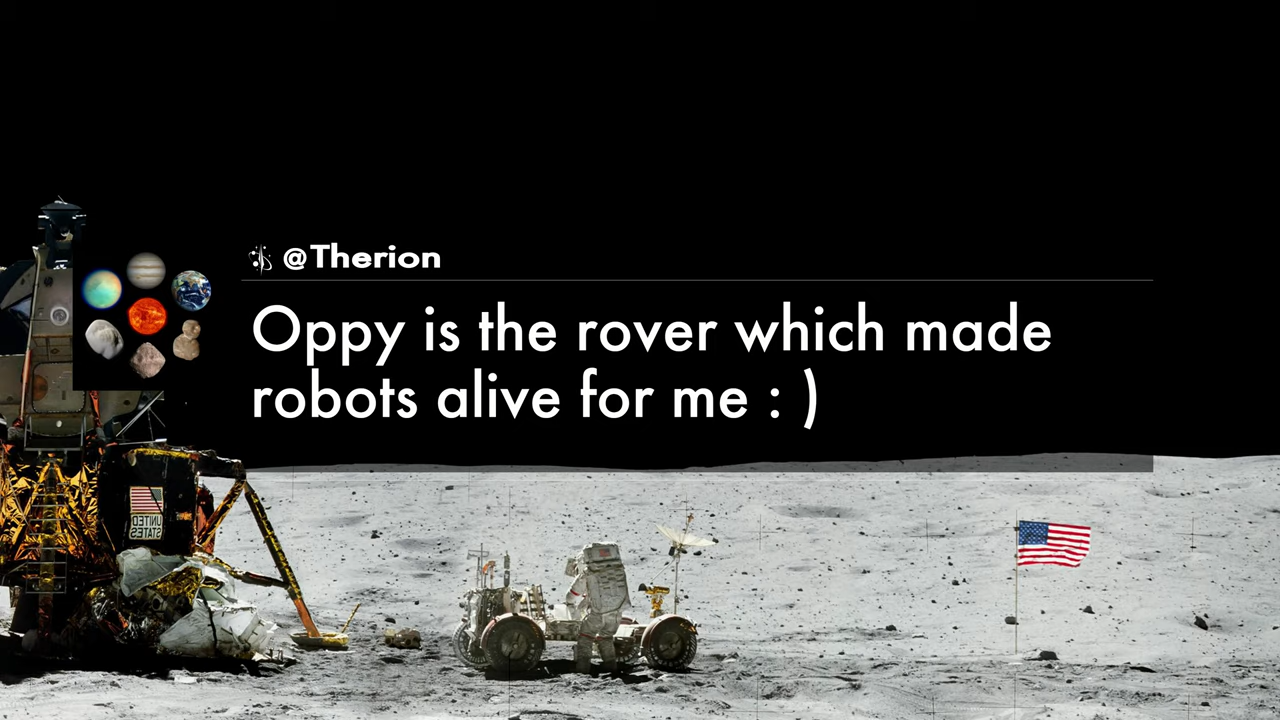 @Therion
Oppy is the rover which made
robots alive for me : )
UNITED
STATES